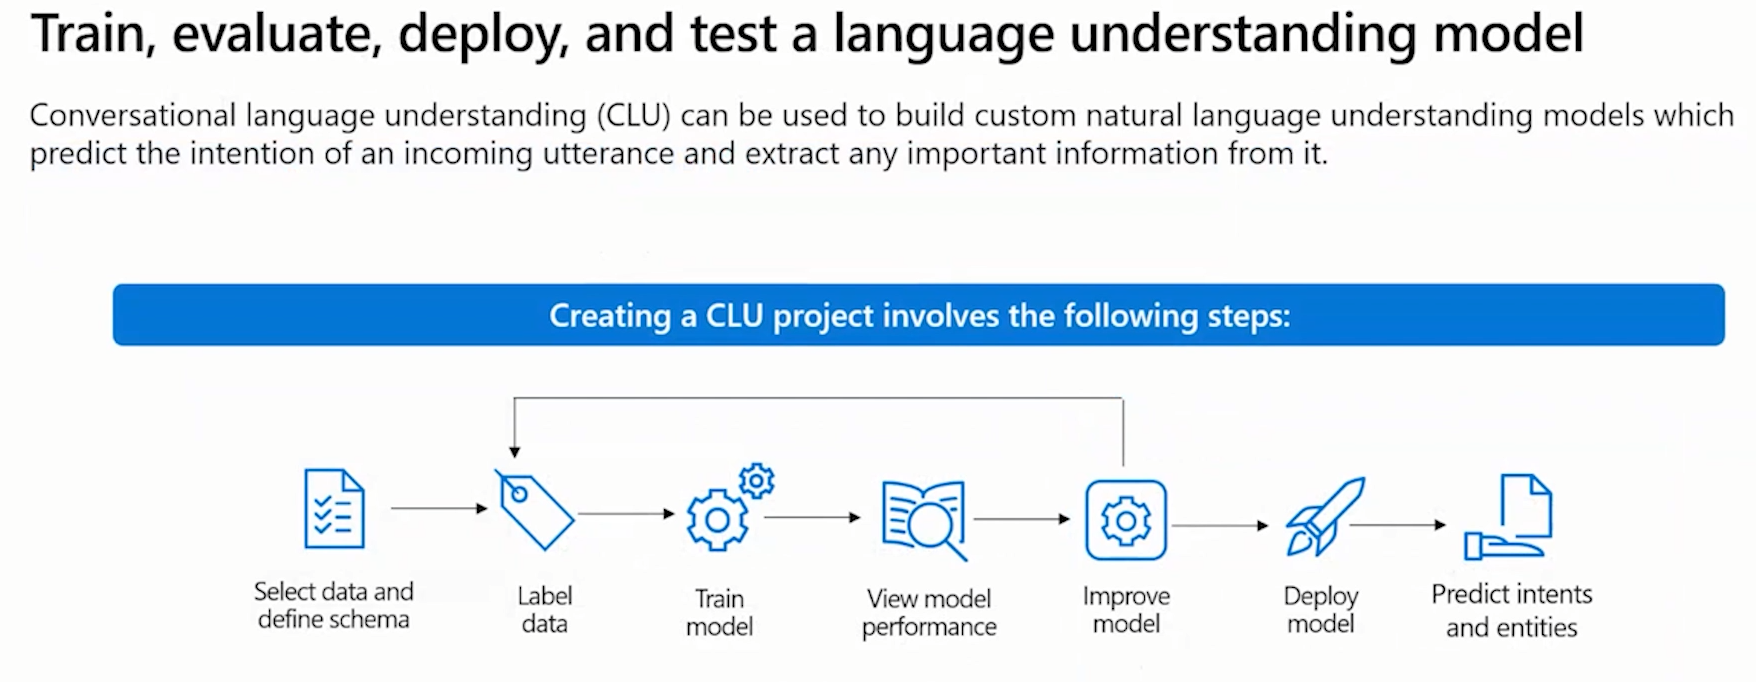 Train, evaluate, deploy, and test a language understanding model
Conversational language understanding (CLU) can be used to build custom natural language understanding models which
predict the intention of an incoming utterance and extract any important information from it.
Creating a CLU project involves the following steps:
Select data and
define schema
Label
data
Train
model
View model
performance
Improve
model
Deploy
model
Predict intents
and entities